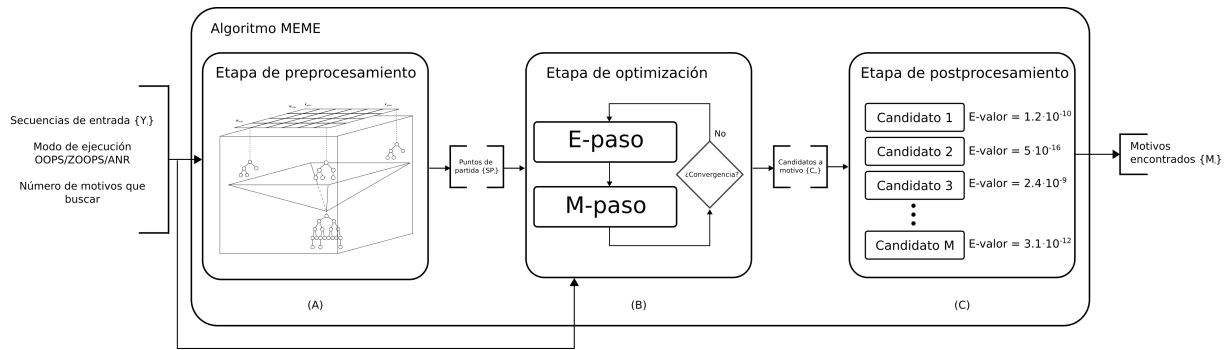 Algoritmo MEME
Secuencias de entrada {Yᵢ}
Modo de ejecución
OOPS/ZOOPS/ANR
Número de motivos que
buscar
Etapa de preprocesamiento
(A)
Puntos de
partida {SPᵢ}
Etapa de optimización
E-paso
M-paso
No
¿Convergencia?
(B)
Candidatos a
Etapa de postprocesamiento
Candidato 1 E-valor = 1.2·10⁻¹⁰
Candidato 2 E-valor = 5·10⁻¹⁶
Candidato 3 E-valor = 2.4·10⁻⁹
Candidato M E-valor = 3.1·10⁻¹²
(C)
Motivos
encontrados {Mᵢ}